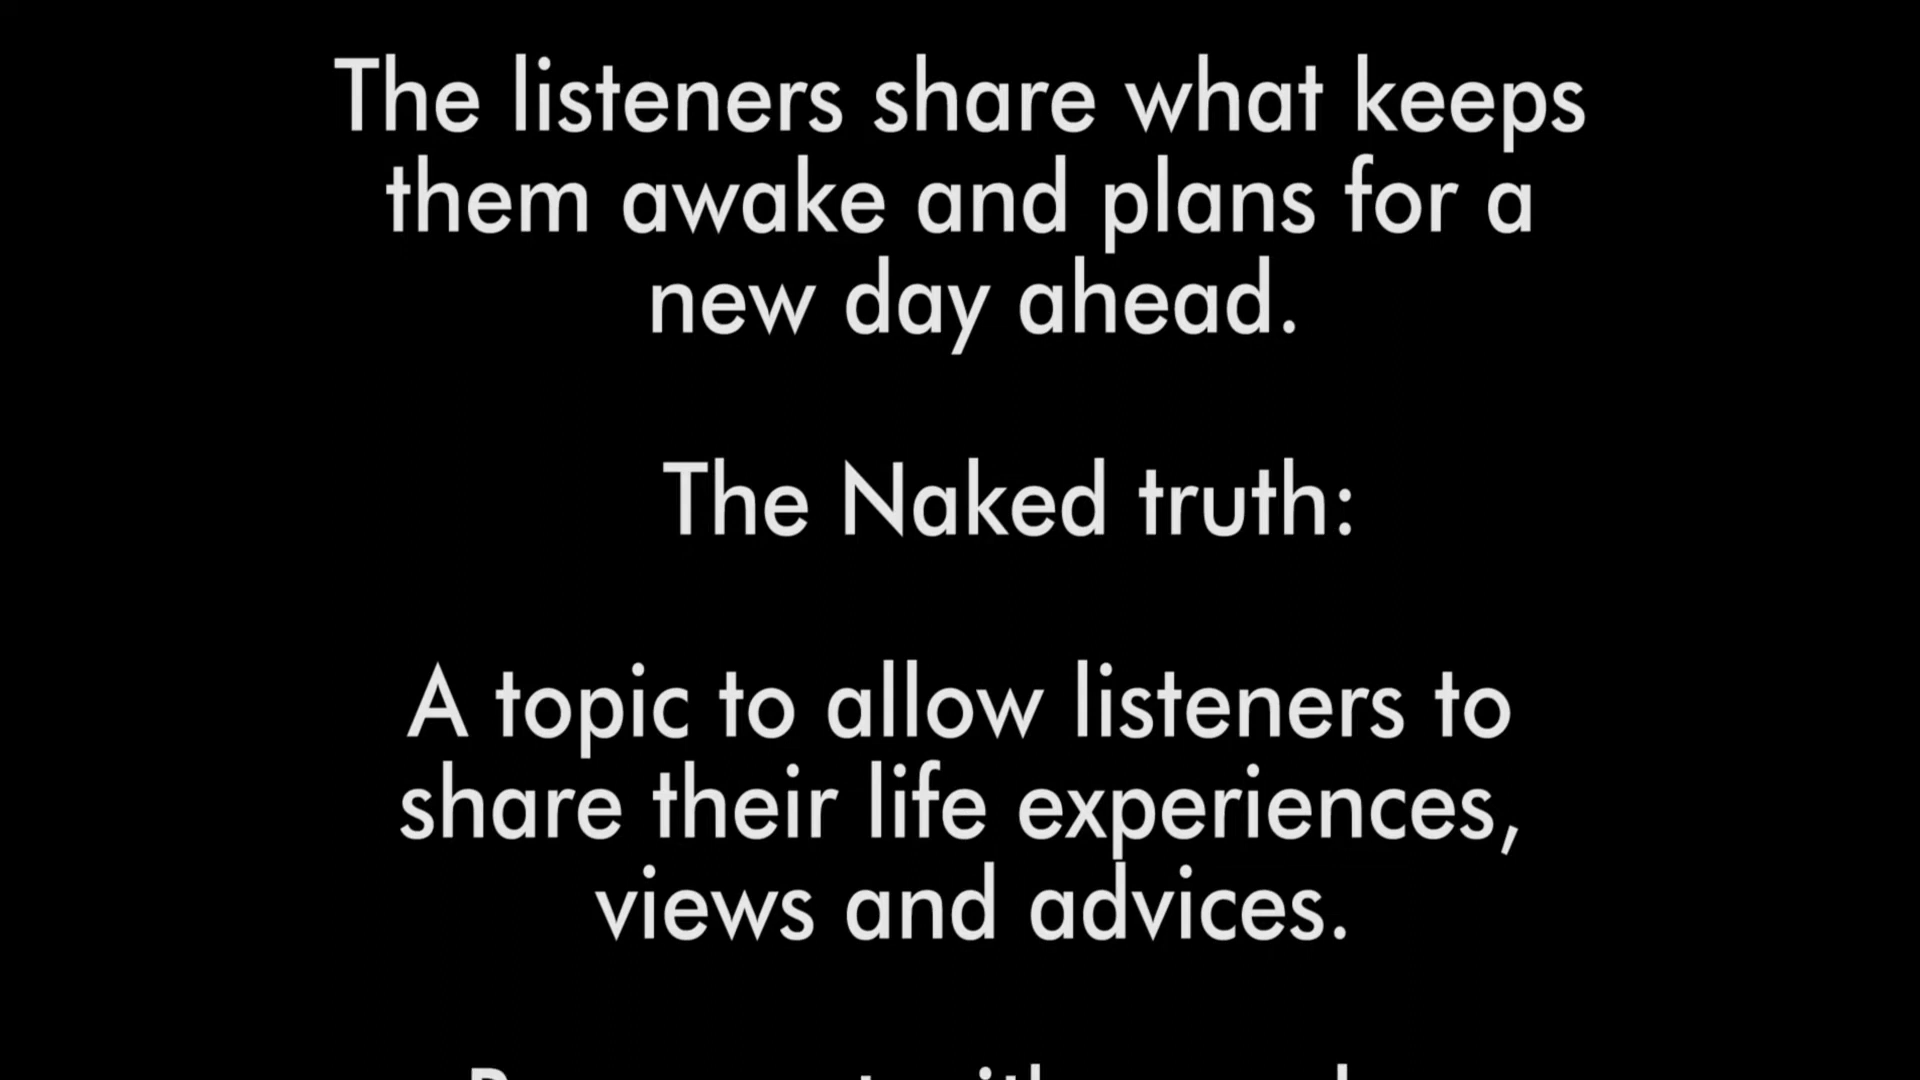 The listeners share what keeps
them awake and plans for a
new day ahead.
The Naked truth:
A topic to allow listeners to
share their life experiences,
views and advices.